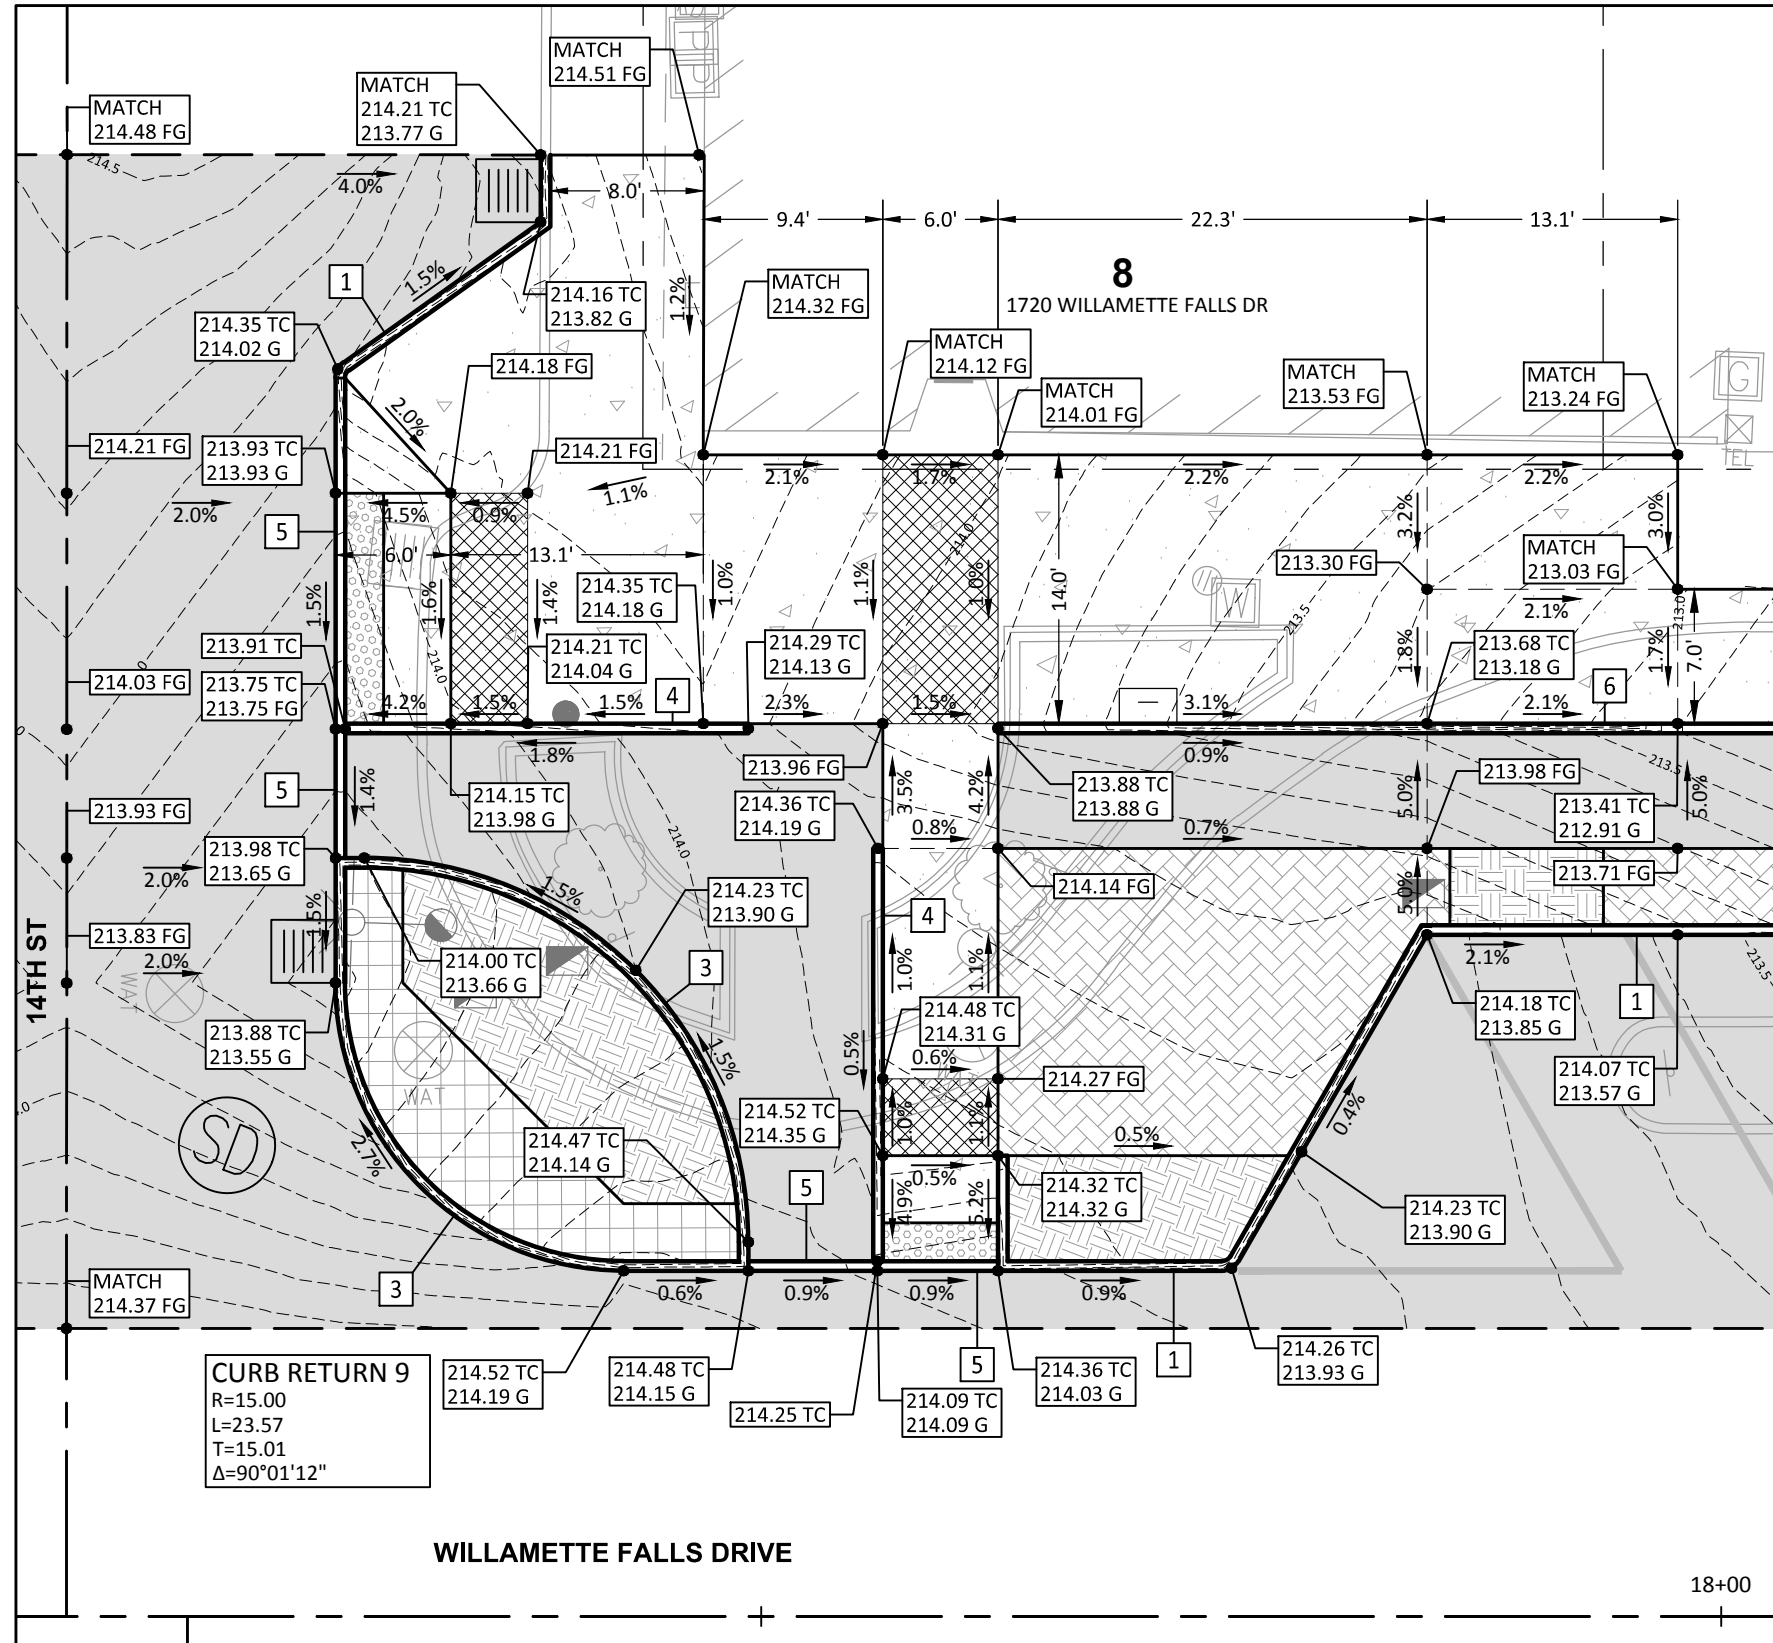 MATCH
214.51 FG
MATCH
214.21 TC
213.77 G
MATCH
214.48 FG
214.5
4.0%
8.0'
9.4'
6.0'
22.3'
13.1'
1
1.5%
1.2%
8
1720 WILLAMETTE FALLS DR
MATCH
214.32 FG
214.16 TC
213.82 G
214.35 TC
214.02 G
214.18 FG
MATCH
214.12 FG
MATCH
214.01 FG
MATCH
213.53 FG
MATCH
213.24 FG
G
TEL
2.0%
214.21 FG
213.93 TC
213.93 G
214.21 FG
2.1%
1.7%
2.2%
2.2%
1.1%
2.0%
4.5%
0.9%
5
6.0'
13.1'
214.0
3.2%
3.0%
213.30 FG
MATCH
213.03 FG
214.35 TC
214.18 G
1.0%
1.1%
1.0%
14.0'
W
2.1%
1.5%
1.6%
1.4%
213.5
213.0
213.91 TC
214.21 TC
214.04 G
214.29 TC
214.13 G
213.68 TC
213.18 G
1.8%
1.7%
7.0'
214.03 FG
213.75 TC
213.75 FG
214.0
4.2%
1.5%
1.5%
4
2.3%
1.5%
3.1%
2.1%
6
1.8%
0.9%
213.96 FG
213.98 FG
213.5
5
1.4%
214.15 TC
213.98 G
3.5%
4.2%
213.88 TC
213.88 G
5.0%
213.41 TC
212.91 G
5.0%
213.93 FG
214.36 TC
214.19 G
0.8%
0.7%
213.98 TC
213.65 G
214.0
2.0%
1.5%
214.23 TC
213.90 G
214.14 FG
213.71 FG
5.0%
1.5%
4
213.83 FG
2.0%
214.00 TC
213.66 G
3
1.0%
1.1%
2.1%
213.5
14TH ST
WAT
213.88 TC
213.55 G
214.48 TC
214.31 G
214.18 TC
213.85 G
1
0.5%
0.6%
1.5%
214.27 FG
214.07 TC
213.57 G
WAT
214.52 TC
214.35 G
1.0%
1.1%
0.4%
SD
2.7%
214.47 TC
214.14 G
0.5%
0.5%
5
4.9%
5.2%
214.32 TC
214.32 G
214.23 TC
213.90 G
3
MATCH
214.37 FG
0.6%
0.9%
0.9%
0.9%
CURB RETURN 9
R=15.00
L=23.57
T=15.01
Δ=90°01'12"
214.52 TC
214.19 G
214.48 TC
214.15 G
5
214.36 TC
214.03 G
1
214.26 TC
213.93 G
214.25 TC
214.09 TC
214.09 G
WILLAMETTE FALLS DRIVE
18+00